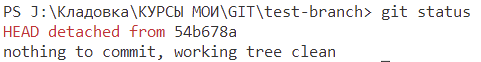 PS J:\Кладовка\КУРСЫ МОИ\GIT\test-branch> git status
HEAD detached from 54b678a
nothing to commit, working tree clean